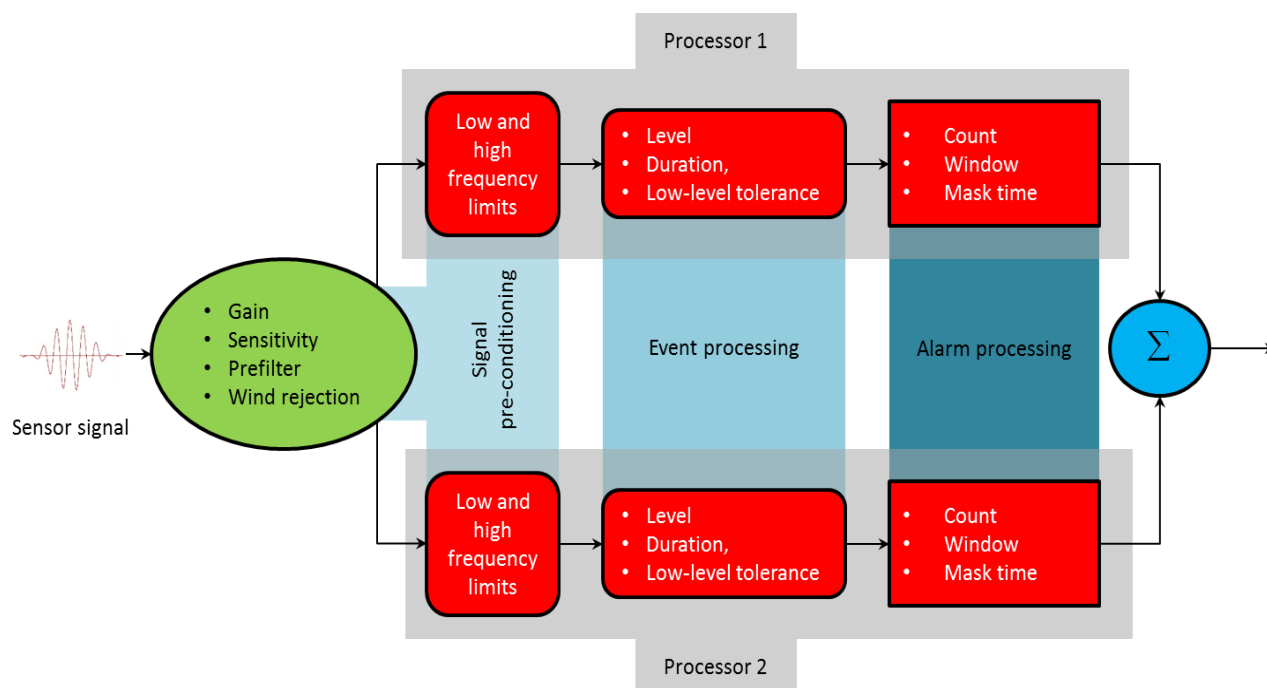 Processor 1
Low and
high
frequency
limits
• Level
• Duration,
• Low-level tolerance
• Count
• Window
• Mask time
• Gain
• Sensitivity
• Prefilter
• Wind rejection
Sensor signal
Signal
pre-conditioning
Event processing
Alarm processing
Σ
Low and
high
frequency
limits
• Level
• Duration,
• Low-level tolerance
• Count
• Window
• Mask time
Processor 2